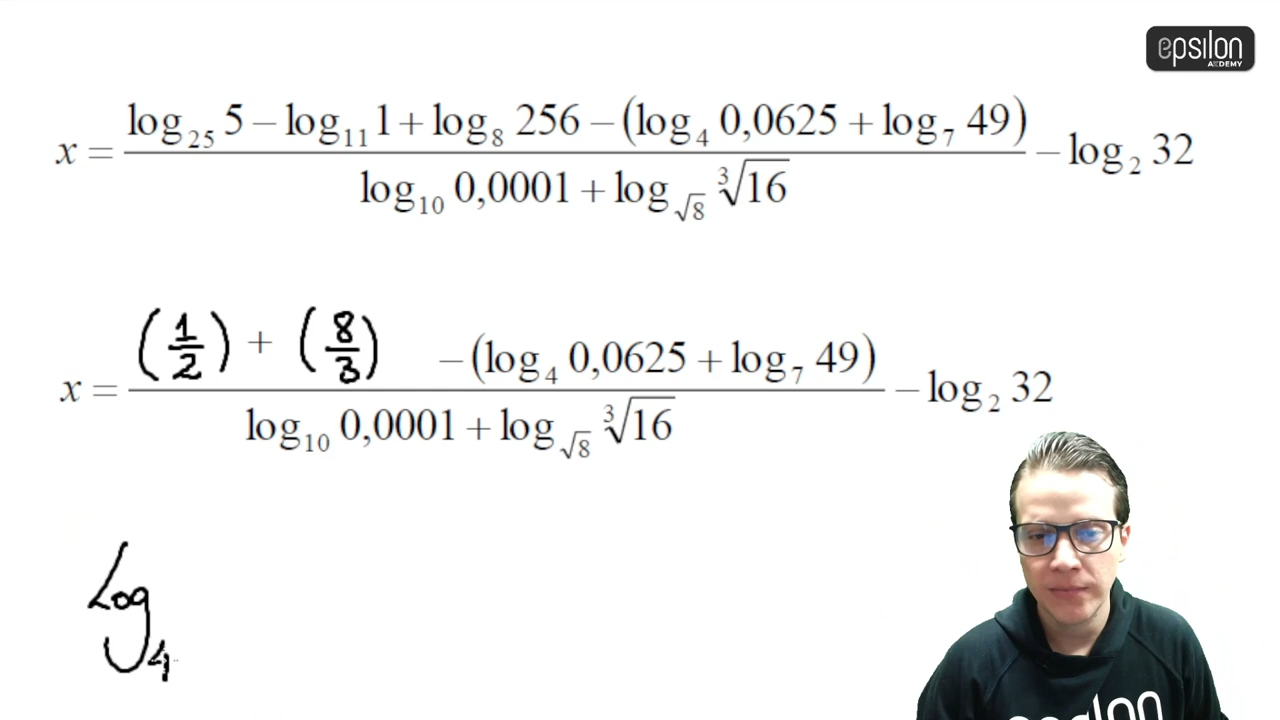 epsilon
AXDEMY
x = (log₂₅ 5 − log₁₁ 1 + log₈ 256 − (log₄ 0,0625 + log₇ 49)) / (log₁₀ 0,0001 + log_√8 ∛16) − log₂ 32
x = ((1/2) + (8/3) − (log₄ 0,0625 + log₇ 49)) / (log₁₀ 0,0001 + log_√8 ∛16) − log₂ 32
Log₄